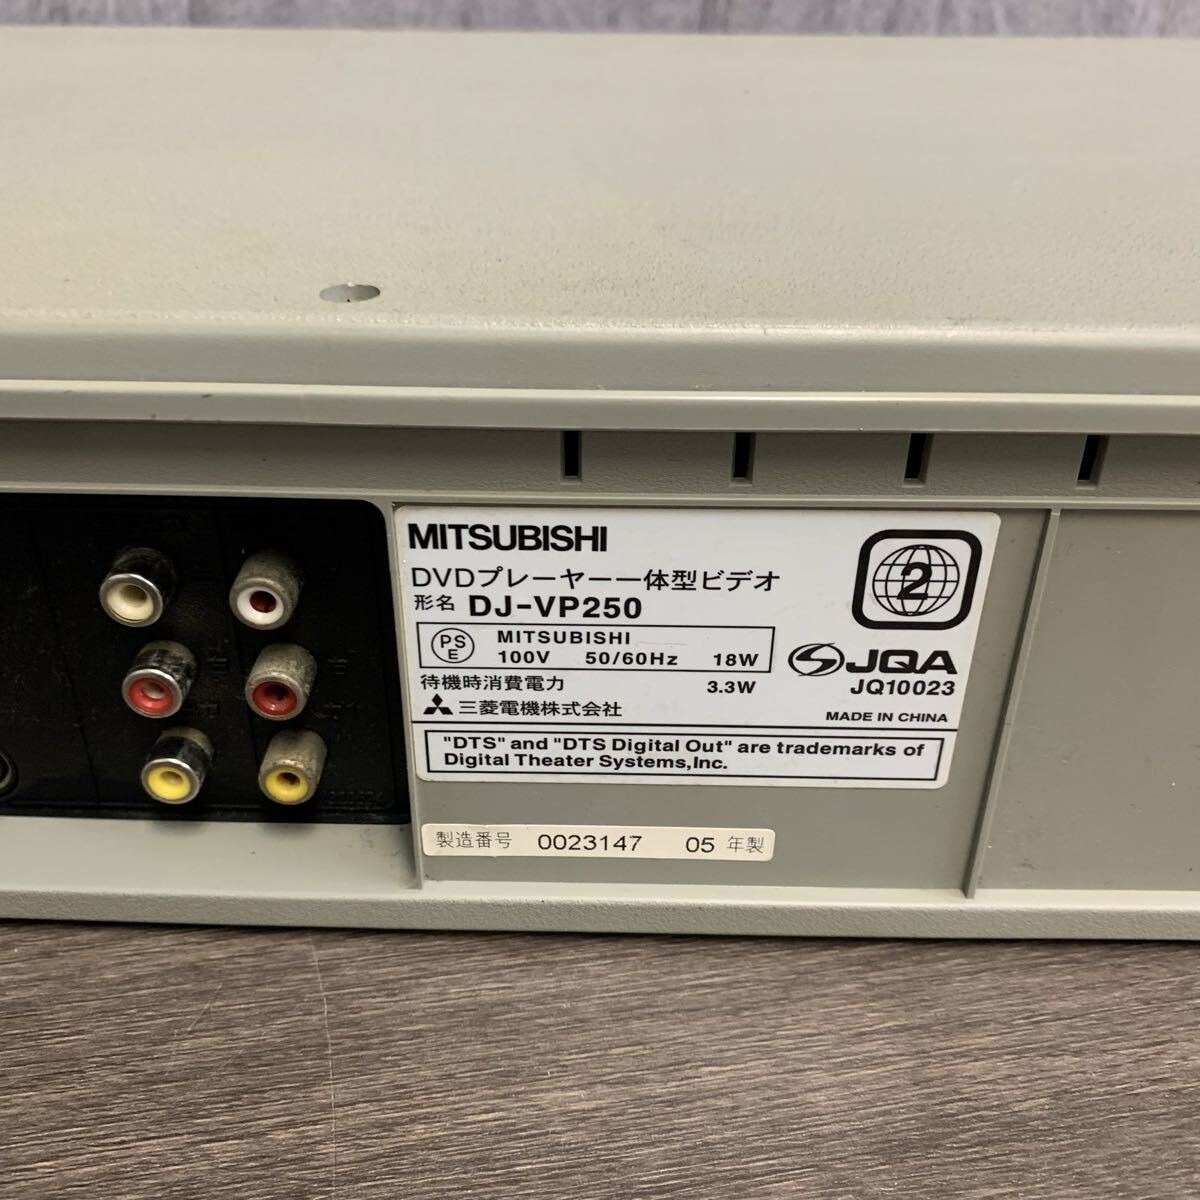 MITSUBISHI
DVDプレーヤー一体型ビデオ
形名 DJ-VP250
PS
E
MITSUBISHI
100V 50/60Hz 18W
待機時消費電力 3.3W
三菱電機株式会社
2
JQA
JQ10023
MADE IN CHINA
"DTS" and "DTS Digital Out" are trademarks of
Digital Theater Systems,Inc.
製造番号 0023147 05 年製